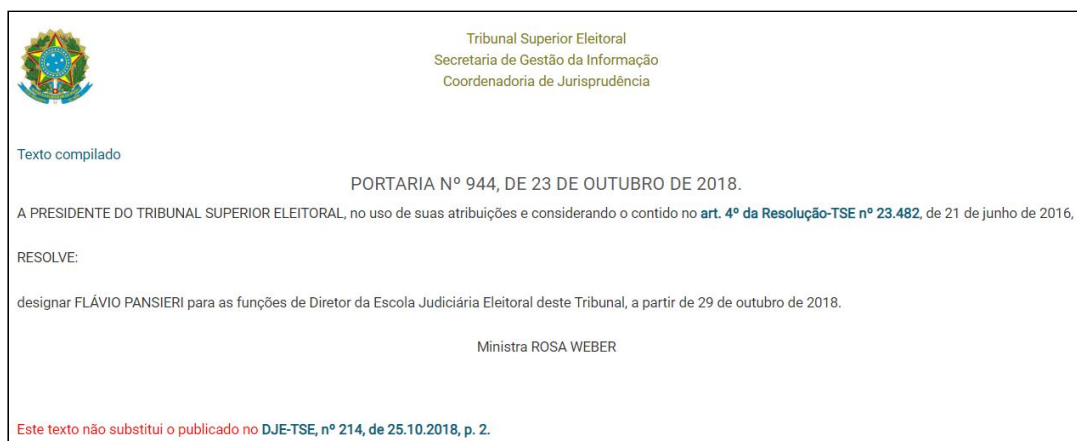 Tribunal Superior Eleitoral
Secretaria de Gestão da Informação
Coordenadoria de Jurisprudência
Texto compilado
PORTARIA Nº 944, DE 23 DE OUTUBRO DE 2018.
A PRESIDENTE DO TRIBUNAL SUPERIOR ELEITORAL, no uso de suas atribuições e considerando o contido no art. 4º da Resolução-TSE nº 23.482, de 21 de junho de 2016,
RESOLVE:
designar FLÁVIO PANSIERI para as funções de Diretor da Escola Judiciária Eleitoral deste Tribunal, a partir de 29 de outubro de 2018.
Ministra ROSA WEBER
Este texto não substitui o publicado no DJE-TSE, nº 214, de 25.10.2018, p. 2.